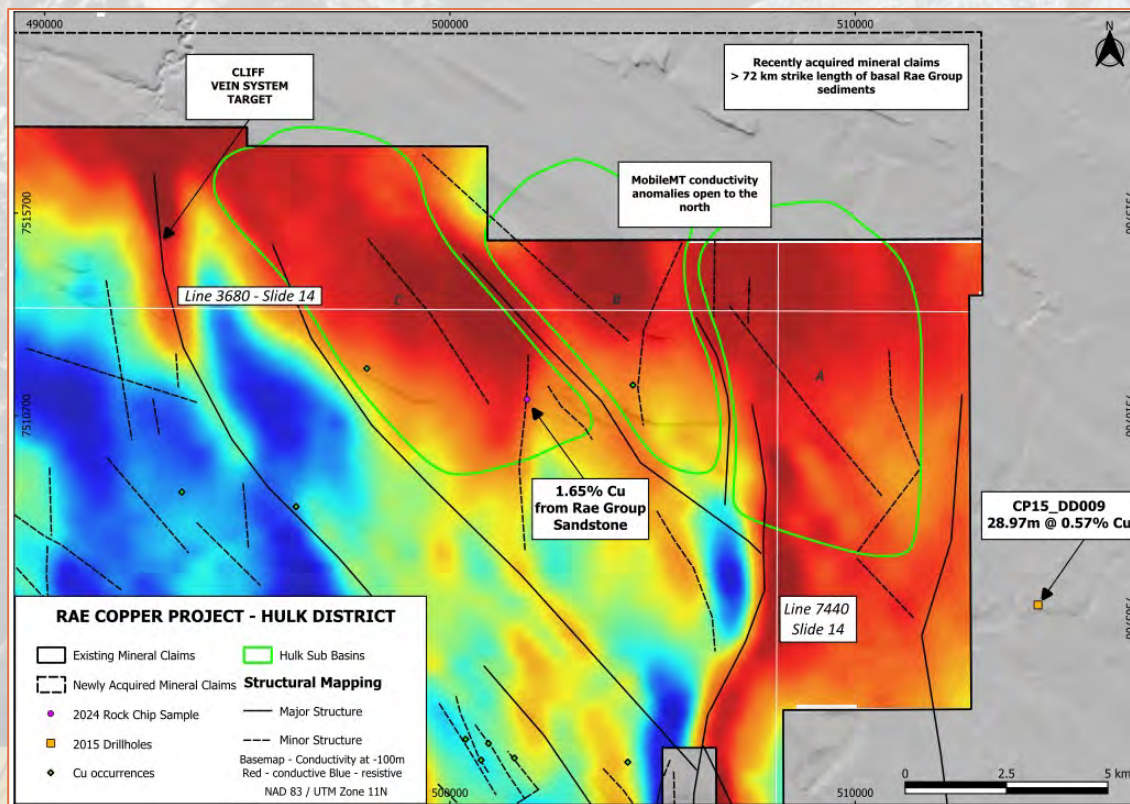 490000
500000
510000
N
CLIFF
VEIN SYSTEM
TARGET
Recently acquired mineral claims
> 72 km strike length of basal Rae Group
sediments
MobileMT conductivity
anomalies open to the
north
7515700
Line 3680 - Slide 14
C
B
A
7510700
1.65% Cu
from Rae Group
Sandstone
CP15_DD009
28.97m @ 0.57% Cu
Line 7440
Slide 14
RAE COPPER PROJECT - HULK DISTRICT
Existing Mineral Claims
Hulk Sub Basins
Newly Acquired Mineral Claims
Structural Mapping
2024 Rock Chip Sample
Major Structure
2015 Drillholes
Minor Structure
Cu occurrences
Basemap - Conductivity at -100m
Red - conductive Blue - resistive
NAD 83 / UTM Zone 11N
500000
510000
0 2.5 5 km